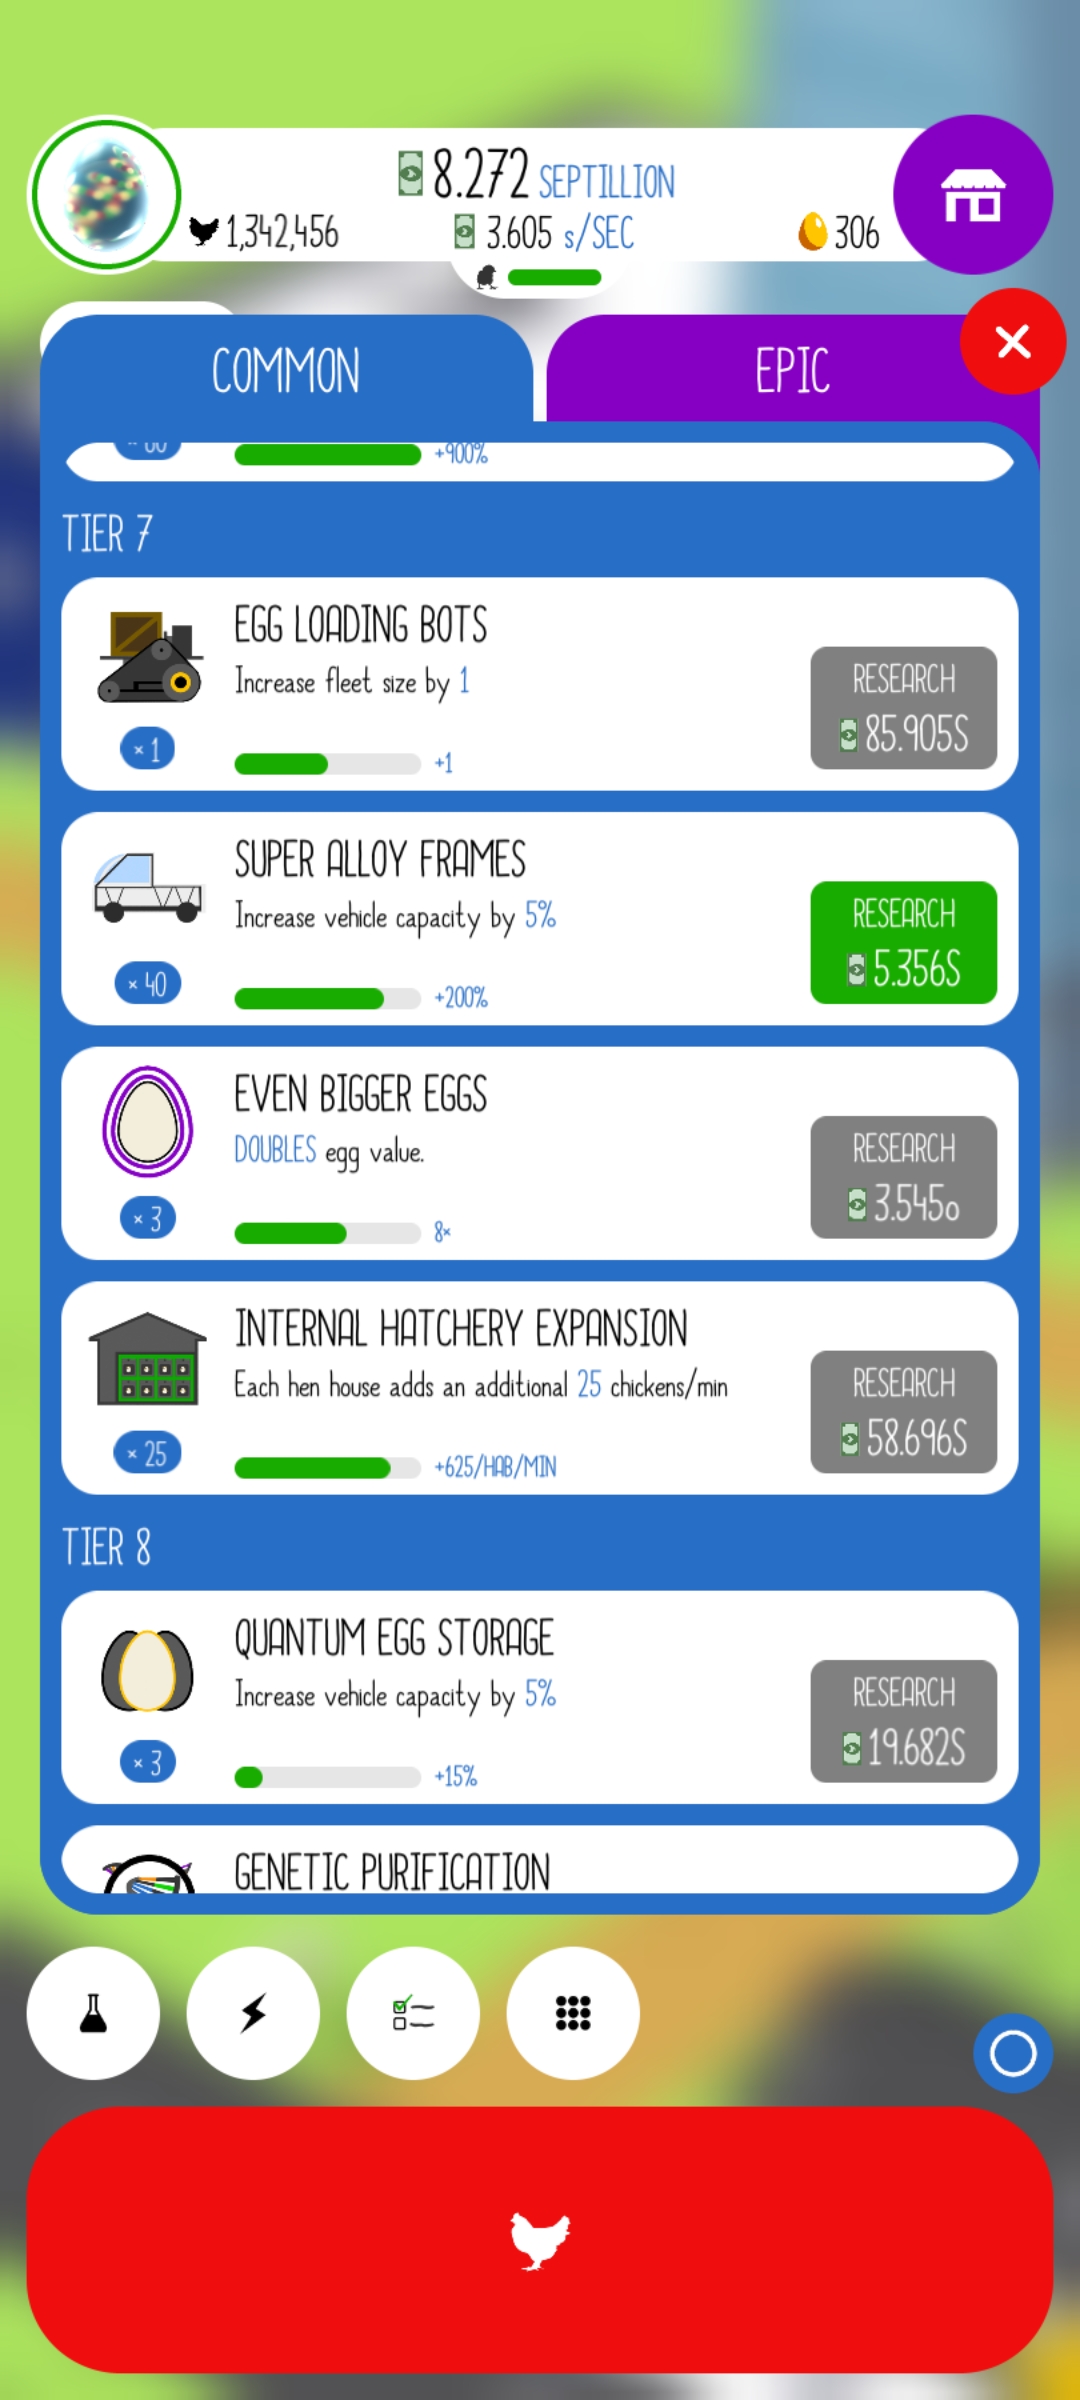 8.272 SEPTILLION
1,342,456 3.605 s/SEC 306
COMMON EPIC
+900%
TIER 7
EGG LOADING BOTS
Increase fleet size by 1
RESEARCH
85.905S
× 1 +1
SUPER ALLOY FRAMES
Increase vehicle capacity by 5%
RESEARCH
5.356S
× 40 +200%
EVEN BIGGER EGGS
DOUBLES egg value.
RESEARCH
3.545o
× 3 8×
INTERNAL HATCHERY EXPANSION
Each hen house adds an additional 25 chickens/min
RESEARCH
58.696S
× 25 +625/HAB/MIN
TIER 8
QUANTUM EGG STORAGE
Increase vehicle capacity by 5%
RESEARCH
19.682S
× 3 +15%
GENETIC PURIFICATION